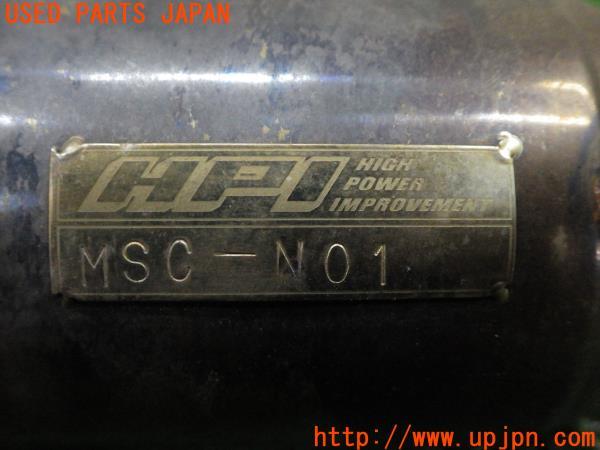 USED PARTS JAPAN
HPI HIGH
POWER
IMPROVEMENT
MSC-N01
http://www.upjpn.com/